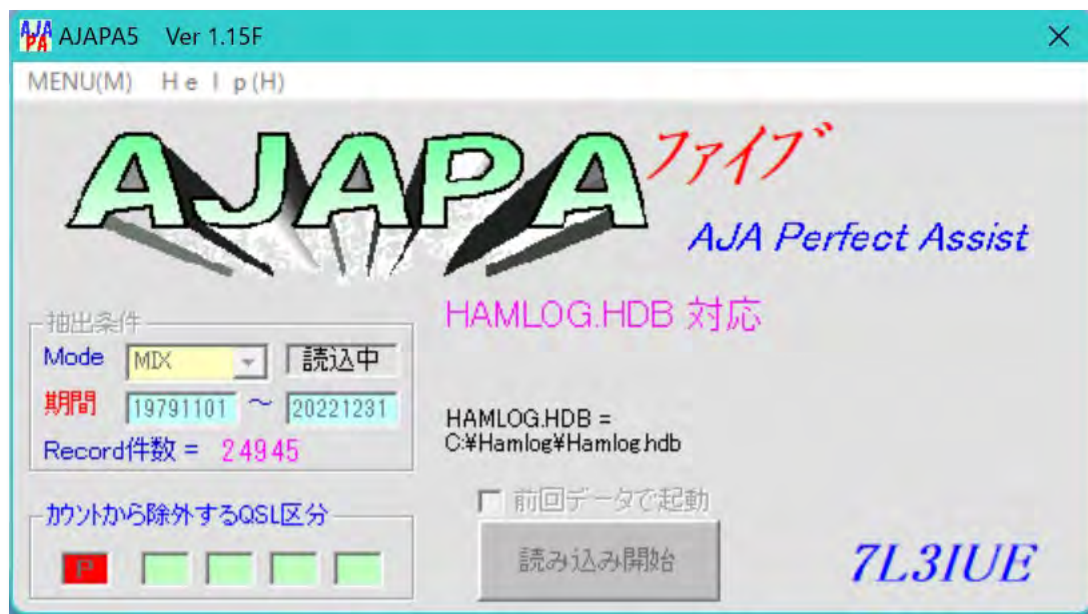 AJAPA5 Ver 1.15F
MENU(M) Ｈｅｌｐ(H)
AJAPA ファイブ
AJA Perfect Assist
HAMLOG.HDB 対応
抽出条件
Mode MIX 読込中
期間 19791101 ～ 20221231
Record件数 = 24945
HAMLOG.HDB =
C:¥Hamlog¥Hamlog.hdb
前回データで起動
ｶｳﾝﾄから除外するQSL区分
P
読み込み開始
7L3IUE